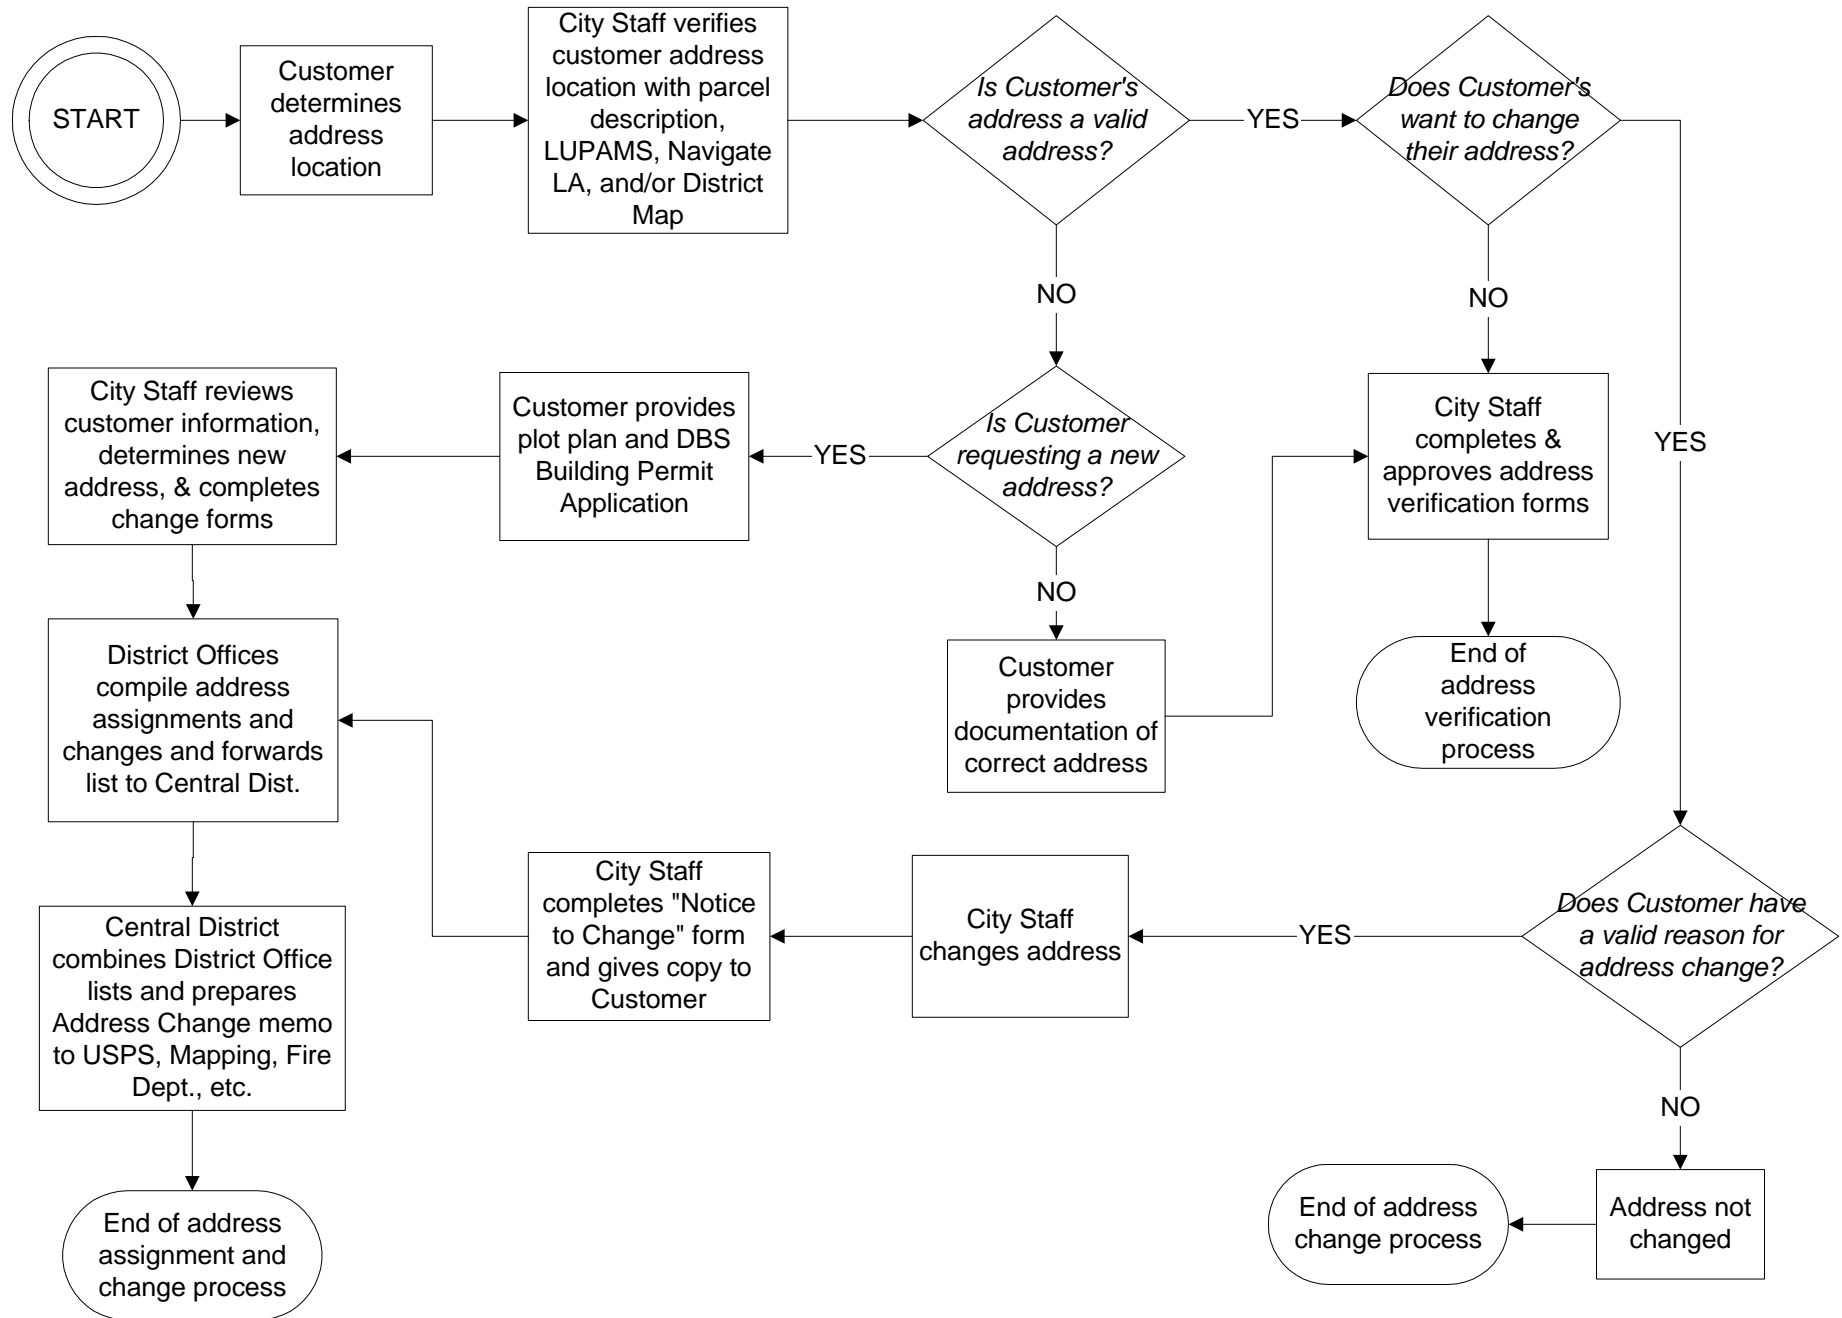 START
Customer
determines
address
location
City Staff verifies
customer address
location with parcel
description,
LUPAMS, Navigate
LA, and/or District
Map
Is Customer's
address a valid
address?
YES
Does Customer's
want to change
their address?
NO
NO
YES
City Staff reviews
customer information,
determines new
address, & completes
change forms
Customer provides
plot plan and DBS
Building Permit
Application
YES
Is Customer
requesting a new
address?
City Staff
completes &
approves address
verification forms
NO
District Offices
compile address
assignments and
changes and forwards
list to Central Dist.
Customer
provides
documentation of
correct address
End of
address
verification
process
Central District
combines District Office
lists and prepares
Address Change memo
to USPS, Mapping, Fire
Dept., etc.
City Staff
completes "Notice
to Change" form
and gives copy to
Customer
City Staff
changes address
YES
Does Customer have
a valid reason for
address change?
NO
End of address
assignment and
change process
End of address
change process
Address not
changed